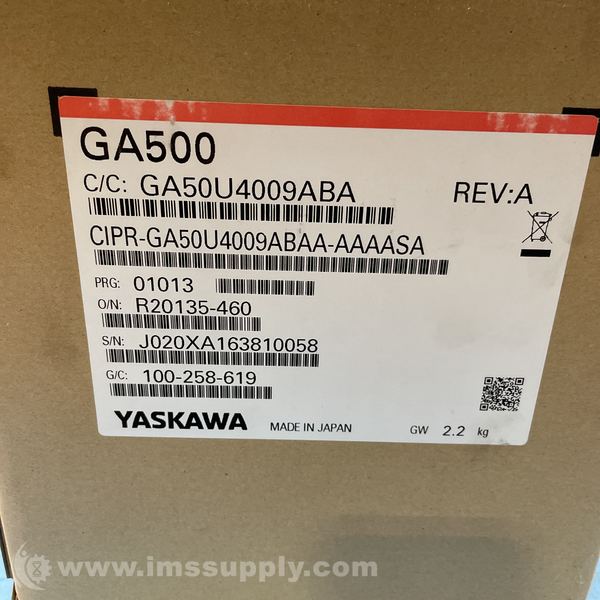 GA500
C/C: GA50U4009ABA REV:A
CIPR-GA50U4009ABAA-AAAASA
PRG: 01013
O/N: R20135-460
S/N: J020XA163810058
G/C: 100-258-619
YASKAWA MADE IN JAPAN GW 2.2 kg
www.imssupply.com